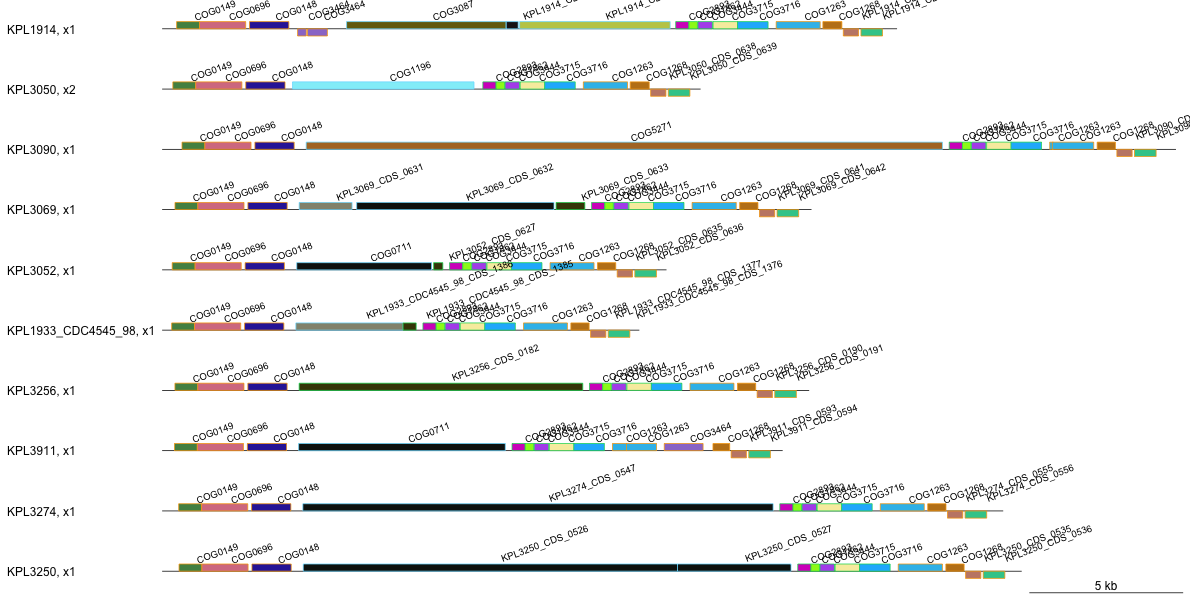 KPL1914, x1 COG0149 COG0696 COG0148 COG3464 COG3087 COG3715 COG3716 COG1263 COG1268
KPL3050, x2 COG0149 COG0696 COG0148 COG1196 COG3715 COG3716 COG1263 COG1268 KPL3050_CDS_0638 KPL3050_CDS_0639
KPL3090, x1 COG0149 COG0696 COG0148 COG5271 COG3715 COG3716 COG1263 COG1263 COG1268
KPL3069, x1 COG0149 COG0696 COG0148 KPL3069_CDS_0631 KPL3069_CDS_0632 KPL3069_CDS_0633 COG3715 COG3716 COG1263 COG1268 KPL3069_CDS_0641 KPL3069_CDS_0642
KPL3052, x1 COG0149 COG0696 COG0148 COG0711 KPL3052_CDS_0627 COG3715 COG3716 COG1263 COG1268 KPL3052_CDS_0635 KPL3052_CDS_0636
KPL1933_CDC4545_98, x1 COG0149 COG0696 COG0148 KPL1933_CDC4545_98_CDS_1386 KPL1933_CDC4545_98_CDS_1385 COG3715 COG3716 COG1263 COG1268 KPL1933_CDC4545_98_CDS_1377 KPL1933_CDC4545_98_CDS_1376
KPL3256, x1 COG0149 COG0696 COG0148 KPL3256_CDS_0182 COG3715 COG3716 COG1263 COG1268 KPL3256_CDS_0190 KPL3256_CDS_0191
KPL3911, x1 COG0149 COG0696 COG0148 COG0711 COG3715 COG3716 COG1263 COG1263 COG3464 COG1268 KPL3911_CDS_0593 KPL3911_CDS_0594
KPL3274, x1 COG0149 COG0696 COG0148 KPL3274_CDS_0547 COG3715 COG3716 COG1263 COG1268 KPL3274_CDS_0555 KPL3274_CDS_0556
KPL3250, x1 COG0149 COG0696 COG0148 KPL3250_CDS_0526 KPL3250_CDS_0527 COG3715 COG3716 COG1263 COG1268 KPL3250_CDS_0535 KPL3250_CDS_0536
5 kb